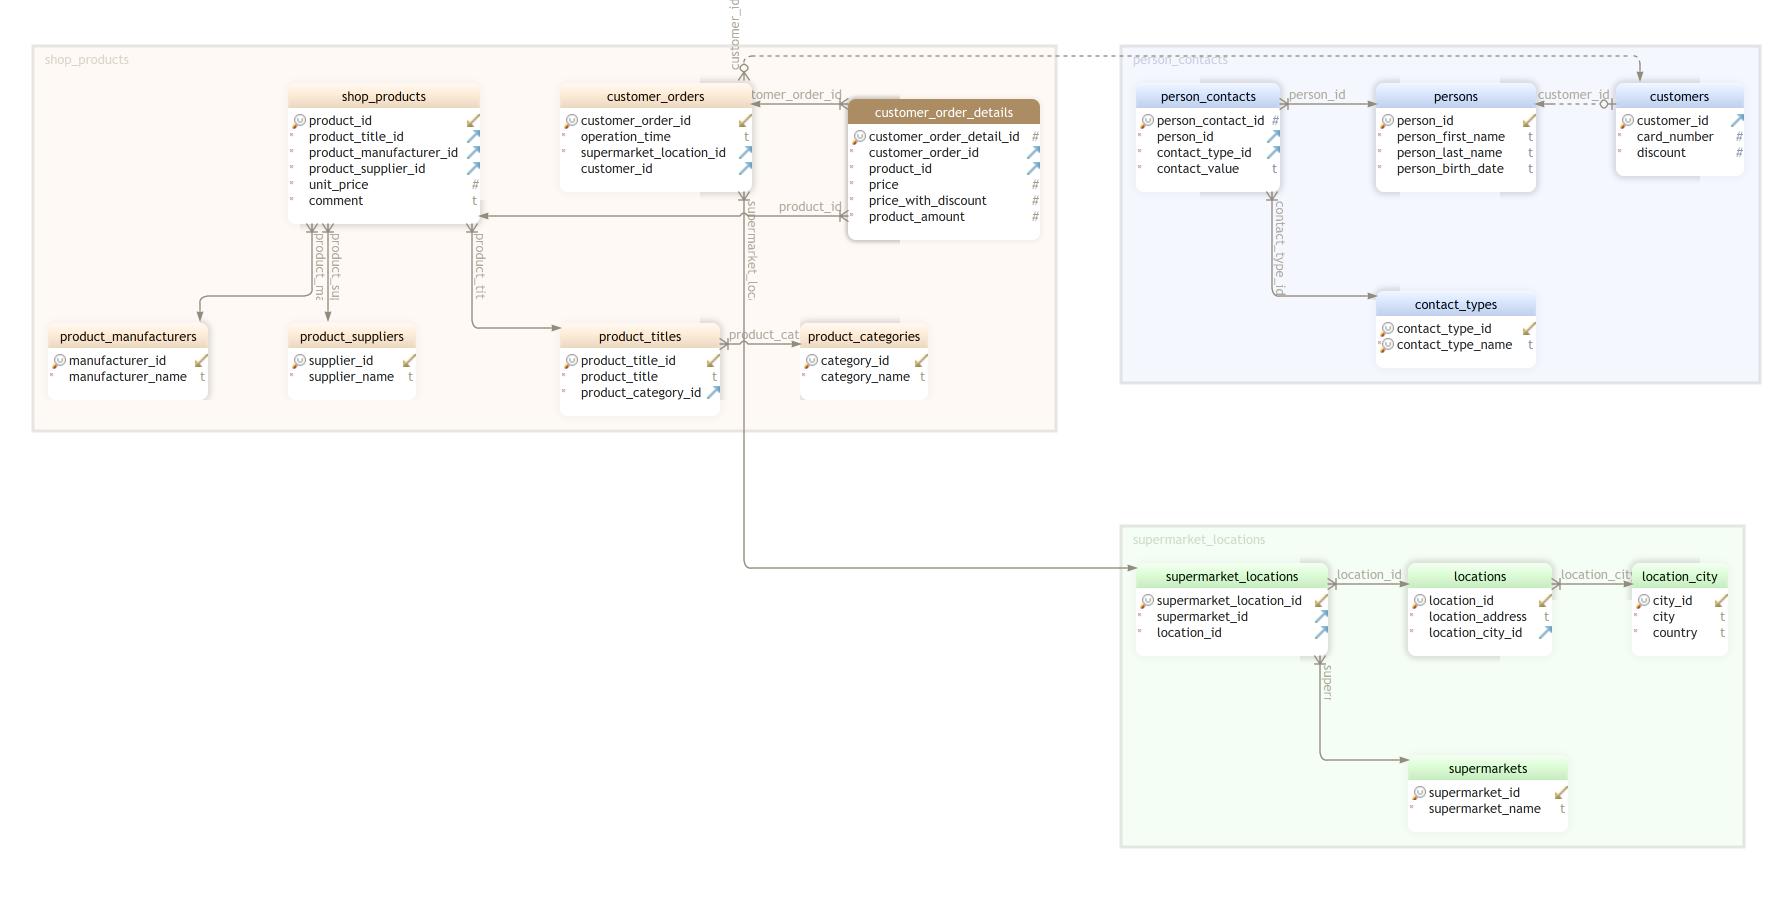 customer_id
shop_products
shop_products
product_id
product_title_id
product_manufacturer_id
product_supplier_id
unit_price #
comment t
customer_orders
customer_order_id
operation_time t
supermarket_location_id
customer_id
tomer_order_id
customer_order_details
customer_order_detail_id #
customer_order_id
product_id
price #
price_with_discount #
product_amount #
product_id
product_ma
product_sup
product_tit
supermarket_loc
product_manufacturers
manufacturer_id
manufacturer_name t
product_suppliers
supplier_id
supplier_name t
product_titles
product_title_id
product_title t
product_category_id
product_cat
product_categories
category_id
category_name t
person_contacts
person_contacts
person_contact_id #
person_id
contact_type_id
contact_value t
person_id
persons
person_id
person_first_name t
person_last_name t
person_birth_date t
customer_id
customers
customer_id
card_number #
discount #
contact_type_id
contact_types
contact_type_id
contact_type_name t
supermarket_locations
supermarket_locations
supermarket_location_id
supermarket_id
location_id
location_id
locations
location_id
location_address t
location_city_id
location_city
location_city
city_id
city t
country t
superr
supermarkets
supermarket_id
supermarket_name t